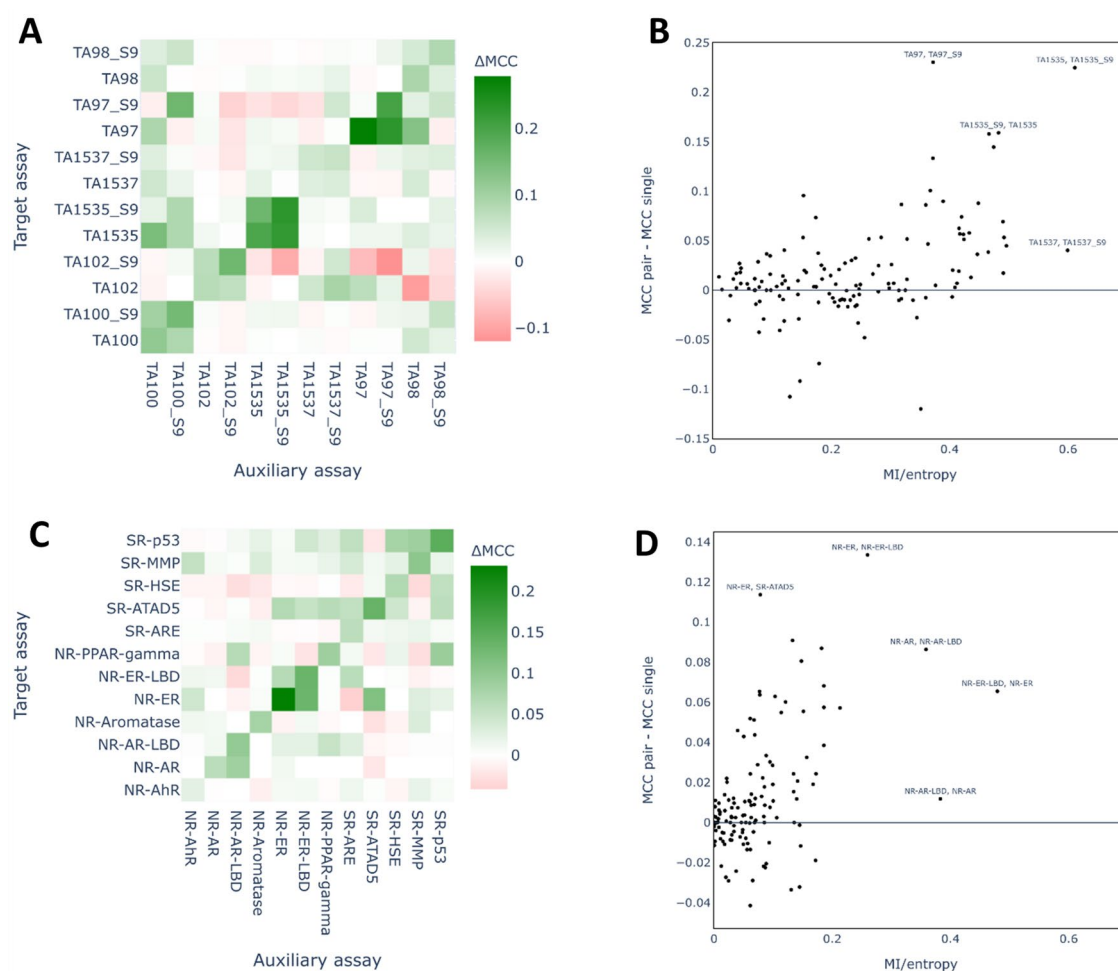 A
TA98_S9
TA98
TA97_S9
TA97
TA1537_S9
TA1537
TA1535_S9
TA1535
TA102_S9
TA102
TA100_S9
TA100
Target assay
TA100
TA100_S9
TA102
TA102_S9
TA1535
TA1535_S9
TA1537
TA1537_S9
TA97
TA97_S9
TA98
TA98_S9
Auxiliary assay
ΔMCC
0.2
0.1
0
−0.1
B
0.25
0.2
0.15
0.1
0.05
0
−0.05
−0.1
−0.15
MCC pair - MCC single
TA97, TA97_S9
TA1535, TA1535_S9
TA1535_S9, TA1535
TA1537, TA1537_S9
0
0.2
0.4
0.6
MI/entropy
C
SR-p53
SR-MMP
SR-HSE
SR-ATAD5
SR-ARE
NR-PPAR-gamma
NR-ER-LBD
NR-ER
NR-Aromatase
NR-AR-LBD
NR-AR
NR-AhR
Target assay
NR-AhR
NR-AR
NR-AR-LBD
NR-Aromatase
NR-ER
NR-ER-LBD
NR-PPAR-gamma
SR-ARE
SR-ATAD5
SR-HSE
SR-MMP
SR-p53
Auxiliary assay
ΔMCC
0.2
0.15
0.1
0.05
0
D
0.14
0.12
0.1
0.08
0.06
0.04
0.02
0
−0.02
−0.04
MCC pair - MCC single
NR-ER, NR-ER-LBD
NR-ER, SR-ATAD5
NR-AR, NR-AR-LBD
NR-ER-LBD, NR-ER
NR-AR-LBD, NR-AR
0
0.2
0.4
0.6
MI/entropy